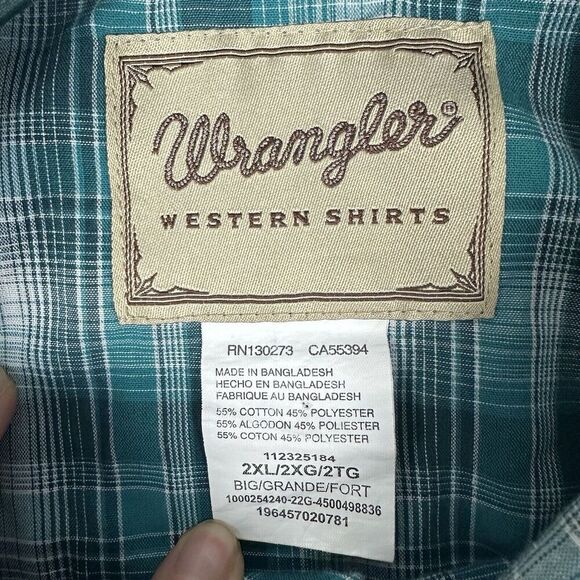 Wrangler®
WESTERN SHIRTS
RN130273 CA55394
MADE IN BANGLADESH
HECHO EN BANGLADESH
FABRIQUE AU BANGLADESH
55% COTTON 45% POLYESTER
55% ALGODON 45% POLIESTER
55% COTON 45% POLYESTER
112325184
2XL/2XG/2TG
BIG/GRANDE/FORT
1000254240-22G-4500498836
196457020781